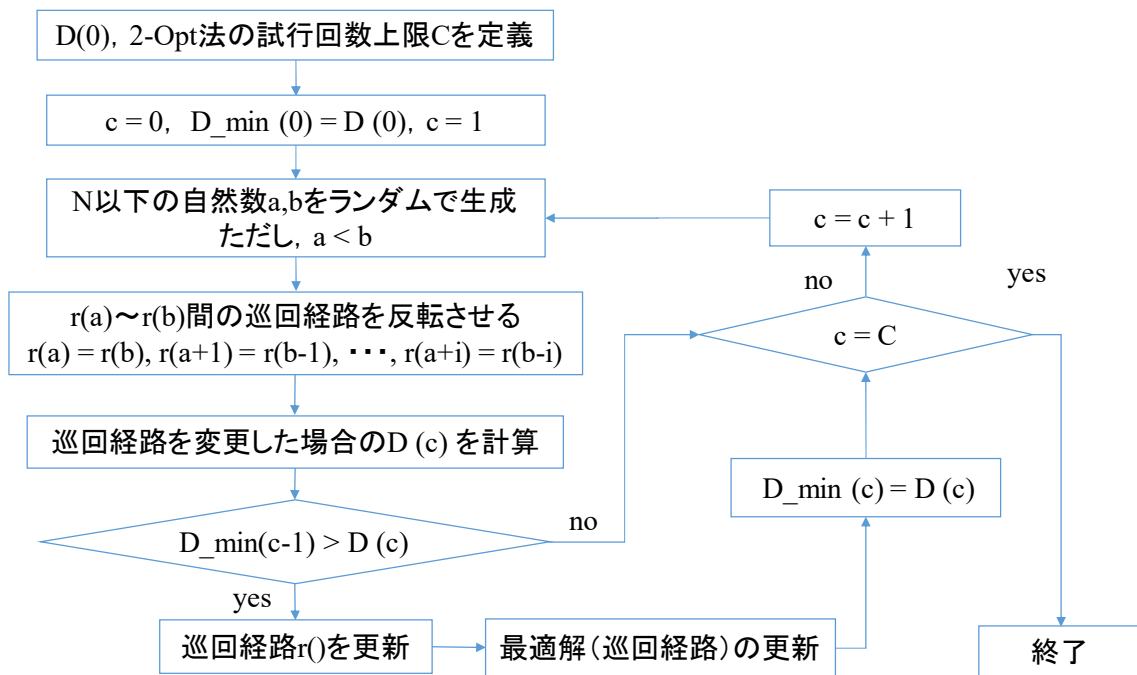 D(0), 2-Opt法の試行回数上限Cを定義
c = 0, D_min (0) = D (0), c = 1
N以下の自然数a,bをランダムで生成
ただし, a < b
r(a)～r(b)間の巡回経路を反転させる
r(a) = r(b), r(a+1) = r(b-1), ・・・, r(a+i) = r(b-i)
巡回経路を変更した場合のD (c) を計算
D_min(c-1) > D (c)
no
yes
巡回経路r()を更新
最適解（巡回経路）の更新
D_min (c) = D (c)
c = C
no
yes
c = c + 1
終了